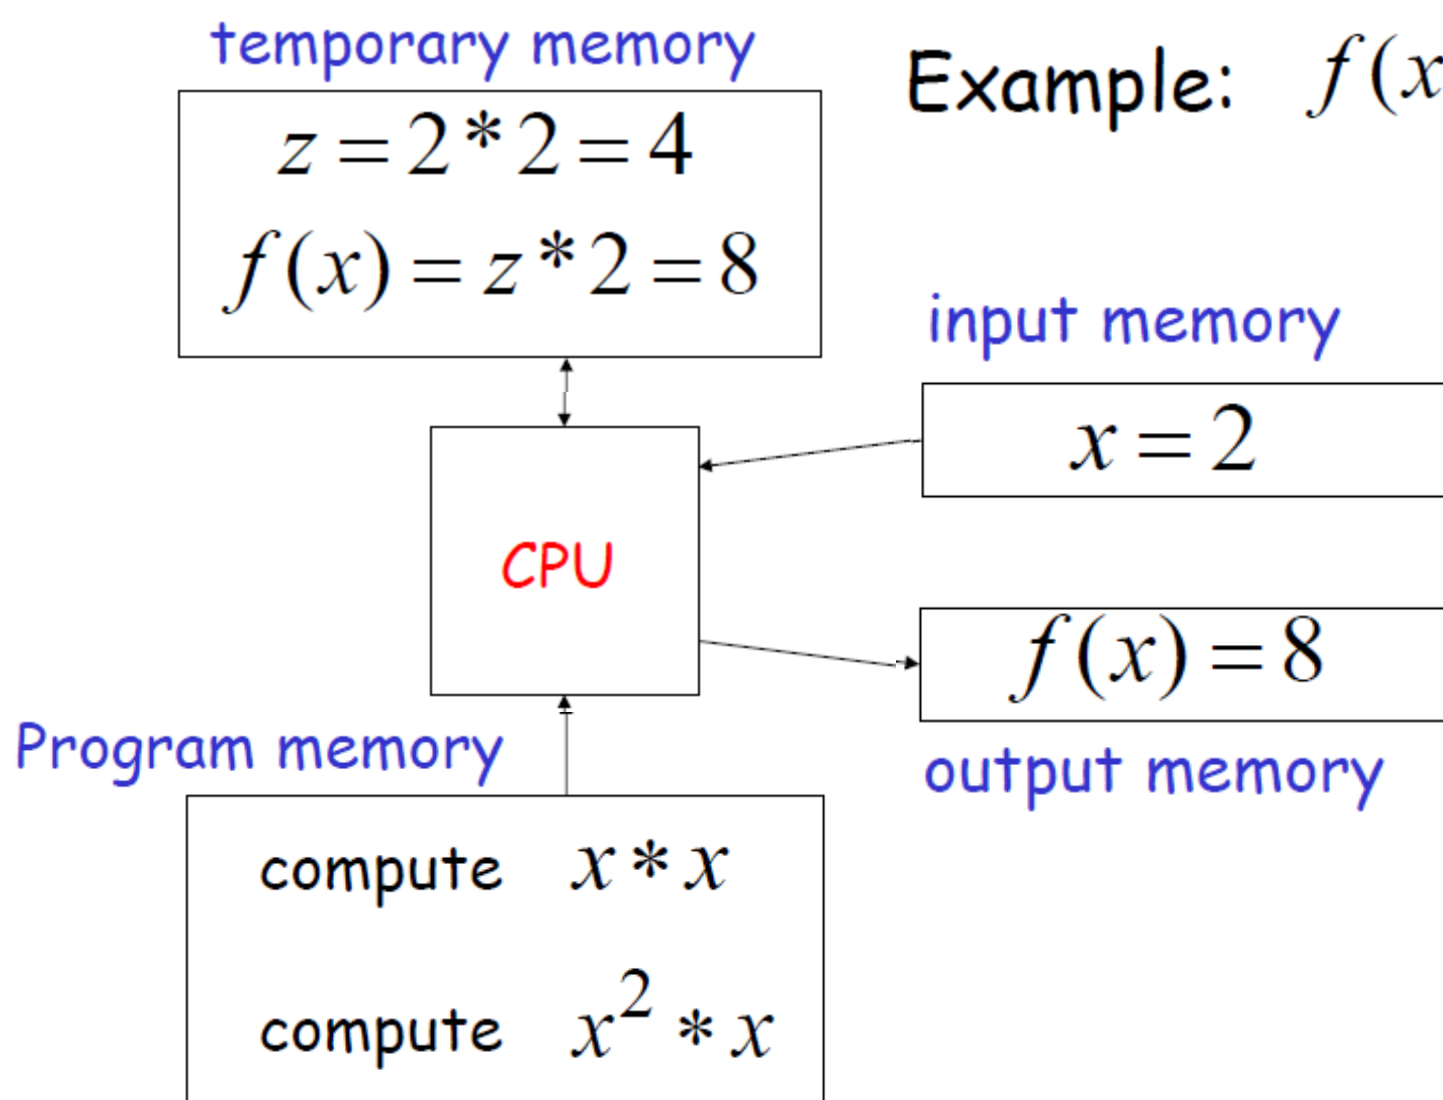 temporary memory
Example: f(x
z = 2 * 2 = 4
f(x) = z * 2 = 8
input memory
x = 2
CPU
f(x) = 8
Program memory
output memory
compute x * x
compute x² * x